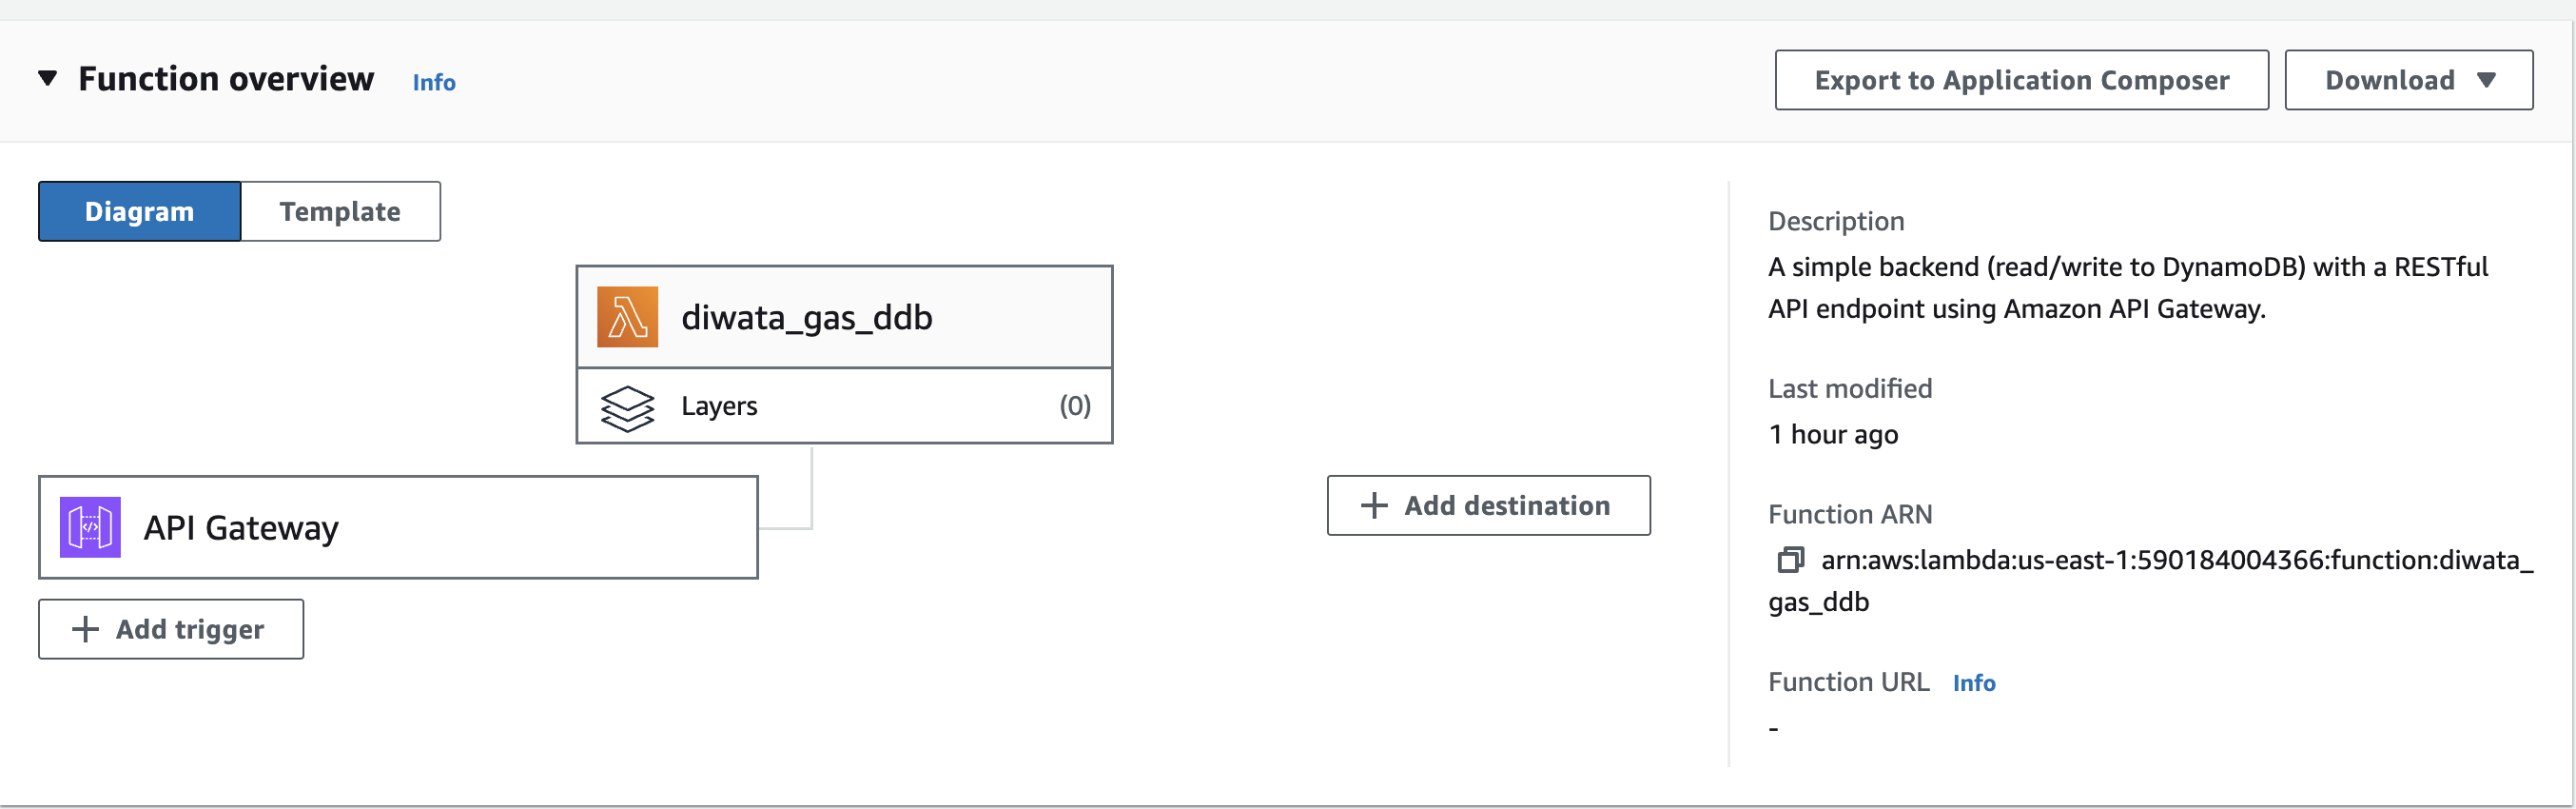 Function overview Info
Export to Application Composer
Download
Diagram
Template
diwata_gas_ddb
Layers (0)
API Gateway
Add trigger
Add destination
Description
A simple backend (read/write to DynamoDB) with a RESTful
API endpoint using Amazon API Gateway.
Last modified
1 hour ago
Function ARN
arn:aws:lambda:us-east-1:590184004366:function:diwata_
gas_ddb
Function URL Info
-